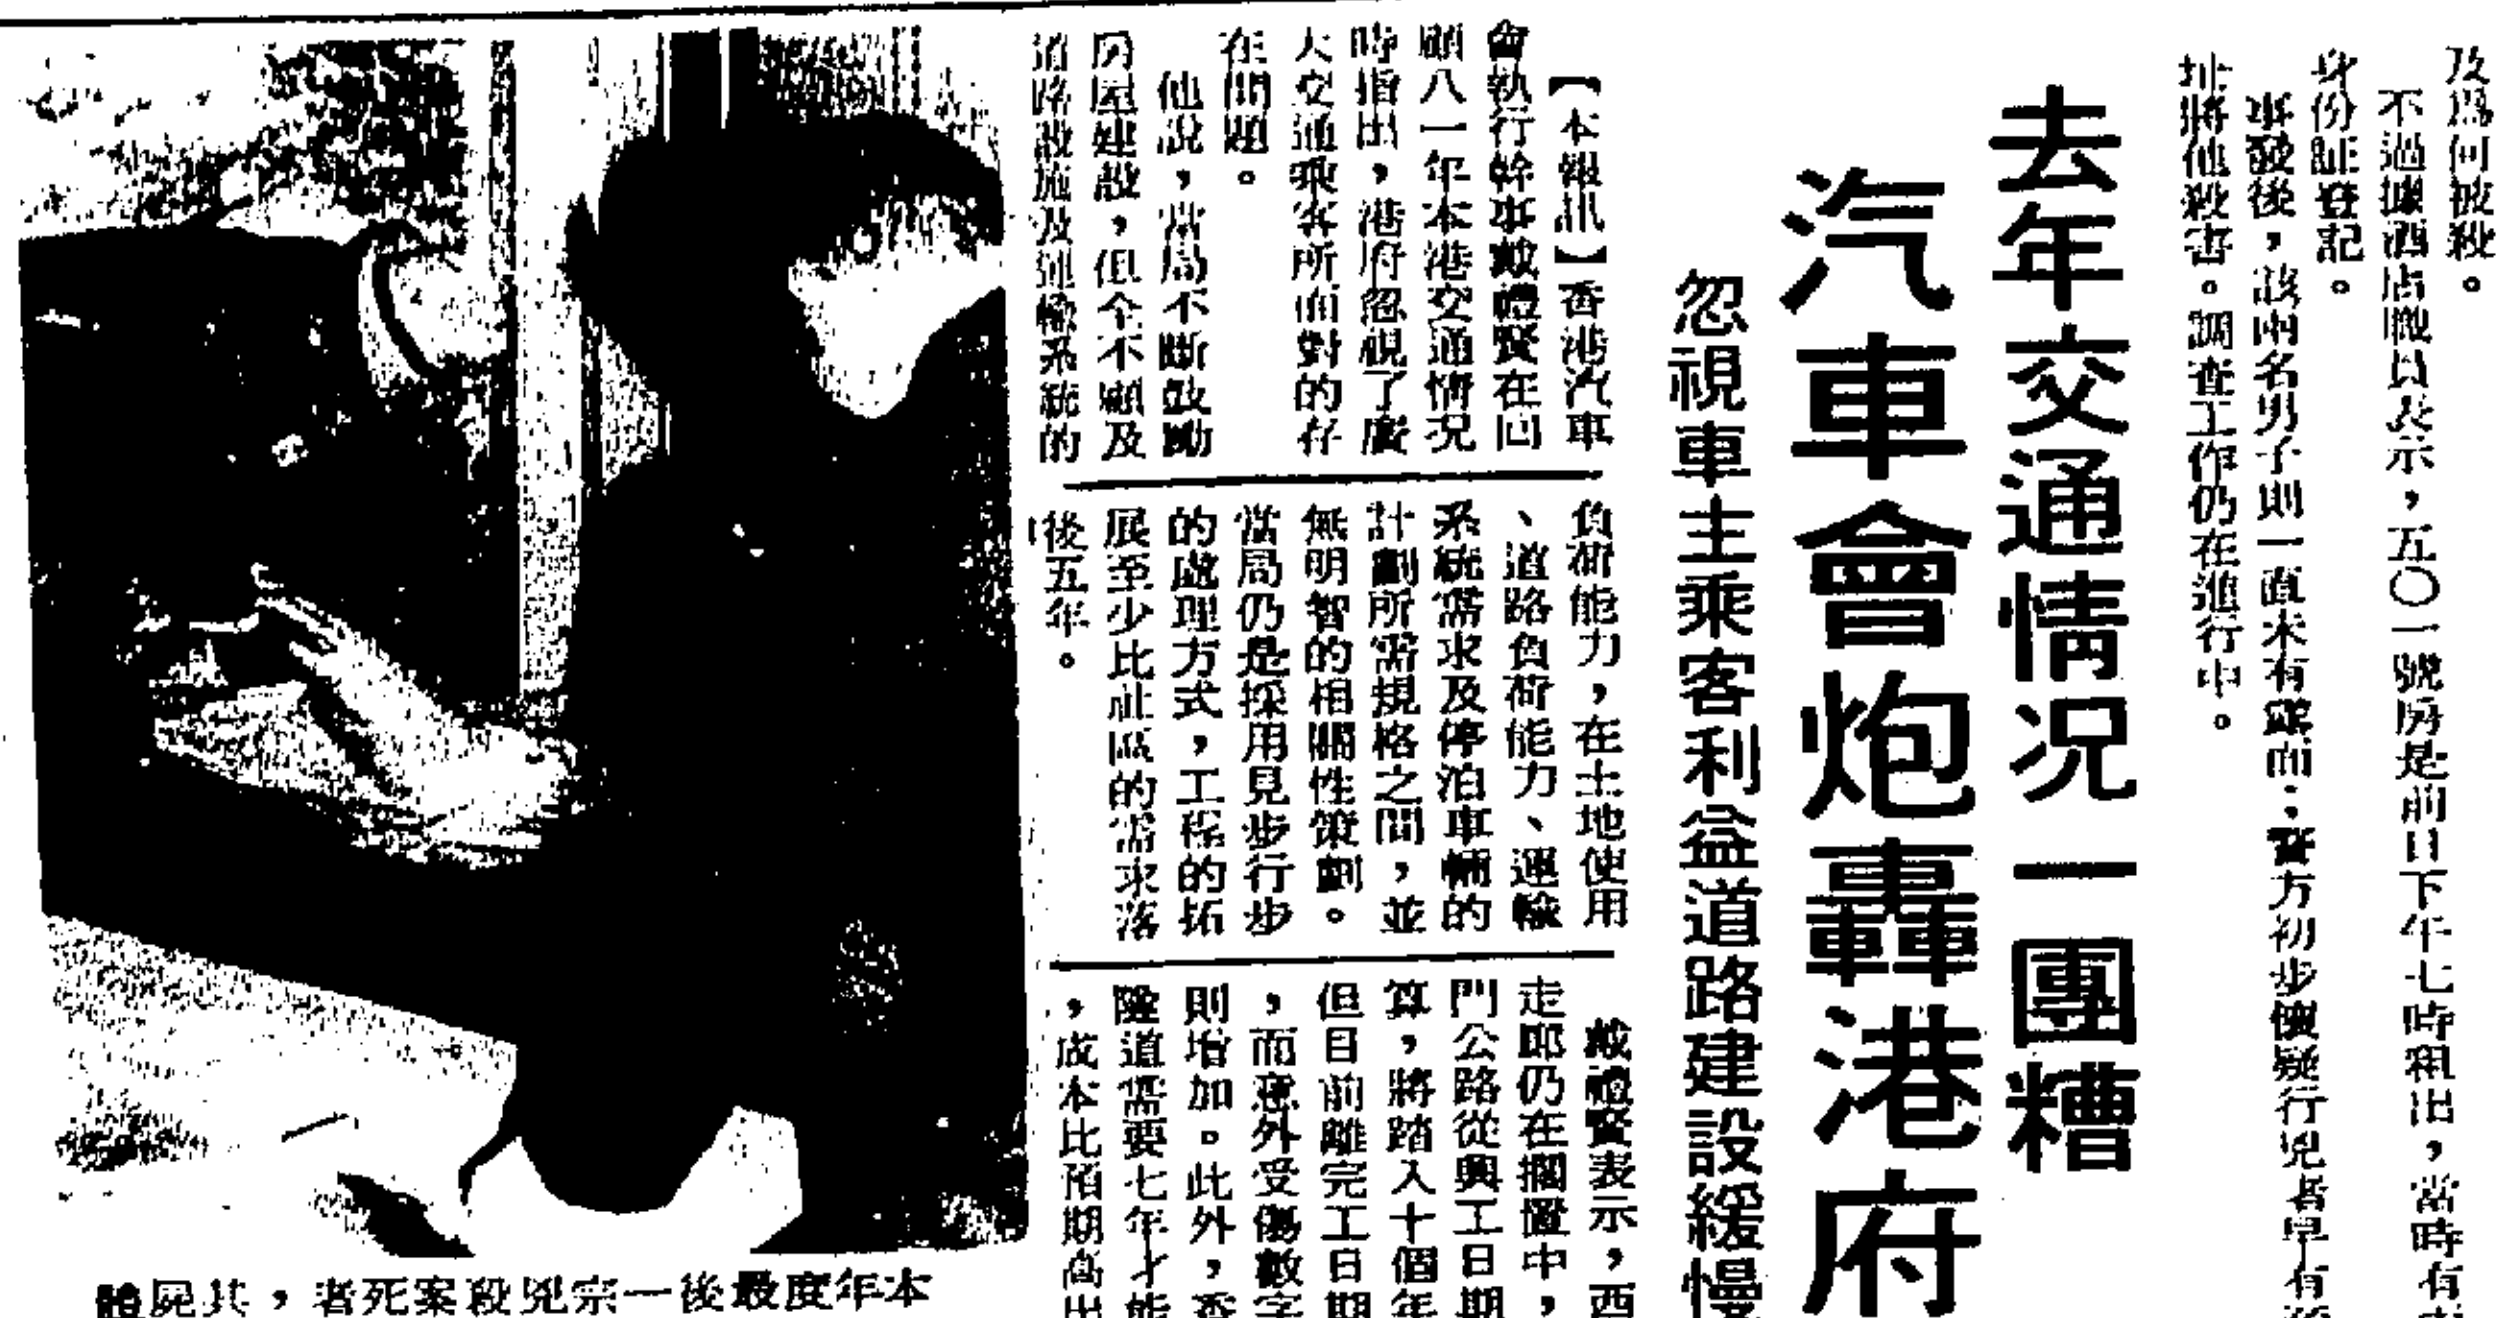 及爲何被殺。
不過據酒店職員表示，五〇一號房是前日下午七時租出，當時有
身份証登記。
事發後，該兩名男子則一直未有露面；警方初步懷疑行兇者早有
址將他殺害。調查工作仍在進行中。
去年交通情况一團糟
汽車會炮轟港府
忽視車主乘客利益道路建設緩慢
【本報訊】香港汽車
會執行幹事戴禮賢在回
顧八一年本港交通情況
時指出，港府忽視了廣
大交通乘客所面對的存
在問題。
他說，當局不斷鼓勵
房屋建設，但令不顧及
道路設施及運輸系統的
負荷能力，在土地使用
、道路負荷能力、運輸
系統需求及停泊車輛的
計劃所需規格之間，並
無明智的相關性策劃。
當局仍是採用見步行步
的處理方式，工程的拓
展至少比社區的需求落
後五年。
戴禮賢表示，西
走郎仍在擱置中，
門公路從興工日期
算，將踏入十個年
但目前離完工日期
，而意外受傷數字
則增加。此外，香
隧道需要七年才能
，成本比預期高出
本年度最後一宗兇殺案死者，其屍體